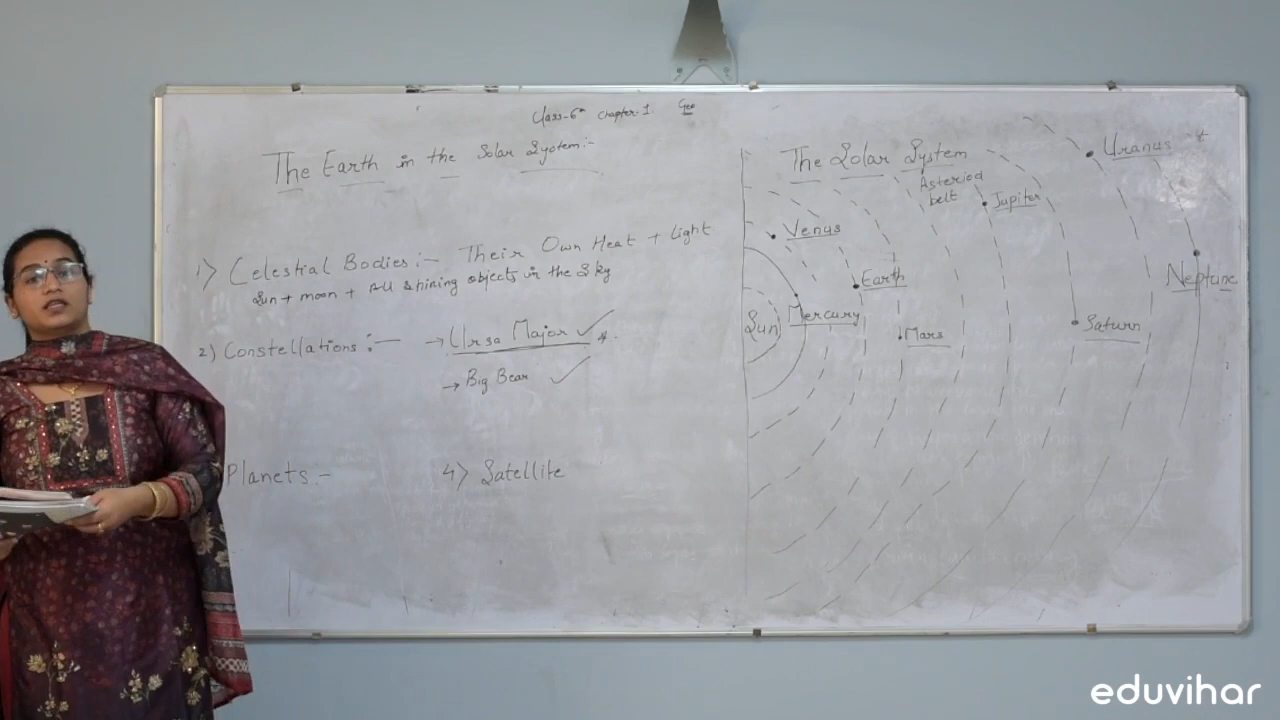 Class-6th Chapter-1. Geo
The Earth in the Solar System:-
1) Celestial Bodies:- Their Own Heat + Light
Sun + moon + All shining objects in the Sky
2) Constellations:- → Ursa Major
→ Big Bear
Planets:-
4) Satellite
The Solar System
Asteriod
belt
Uranus
Jupiter
Venus
Earth
Neptune
Sun
Mercury
Mars
Saturn
eduvihar